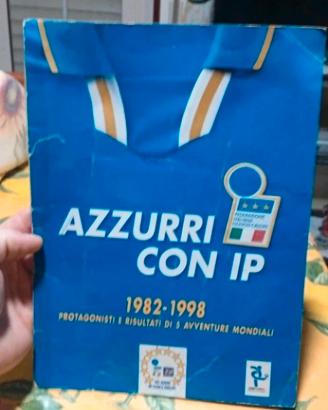 AZZURRI
CON IP
1982-1998
PROTAGONISTI E RISULTATI DI 5 AVVENTURE MONDIALI